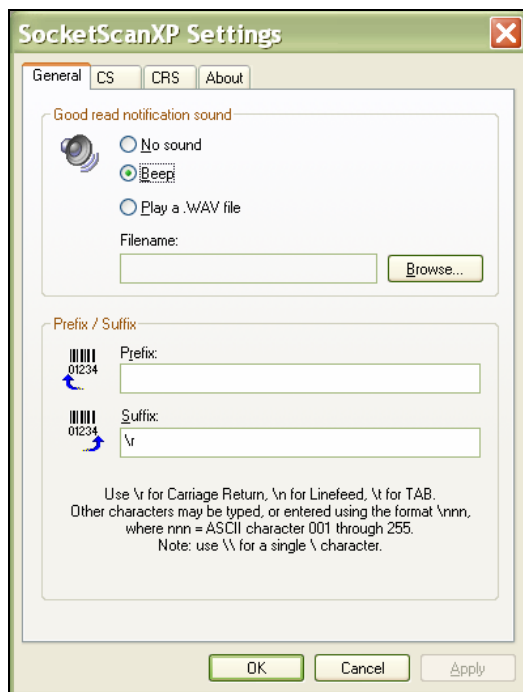 SocketScanXP Settings
General CS CRS About
Good read notification sound
No sound
Beep
Play a .WAV file
Filename:
Browse...
Prefix / Suffix
01234
Prefix:
01234
Suffix:
\r
Use \r for Carriage Return, \n for Linefeed, \t for TAB.
Other characters may be typed, or entered using the format \nnn,
where nnn = ASCII character 001 through 255.
Note: use \\ for a single \ character.
OK Cancel Apply